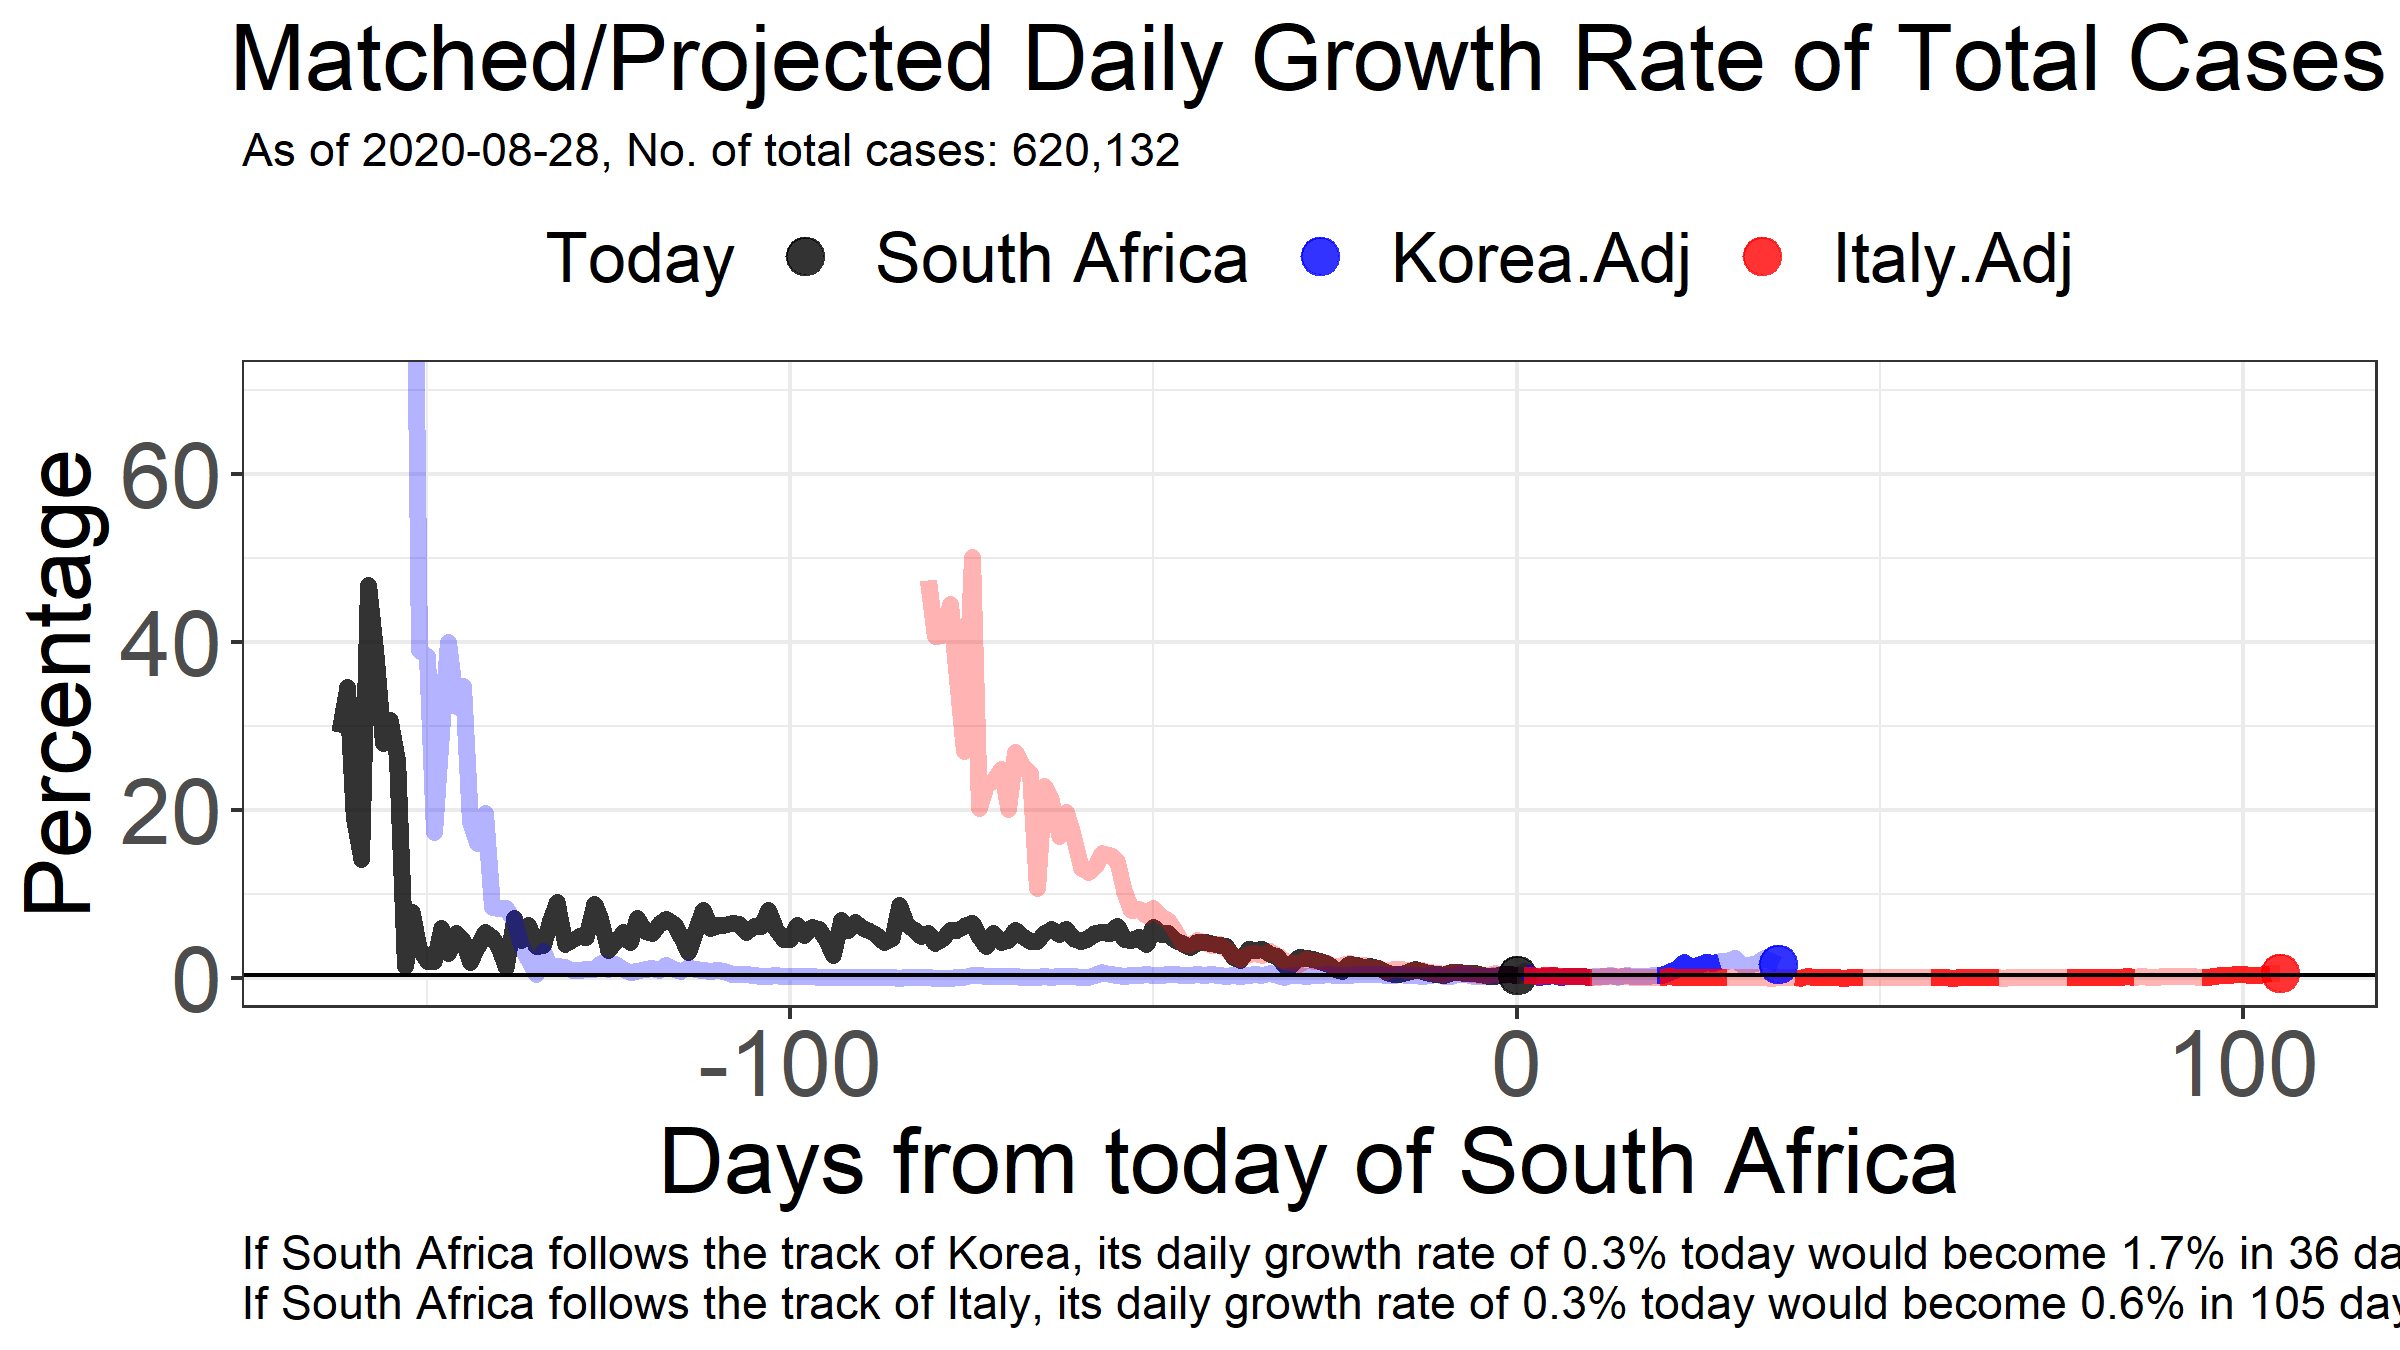 Matched/Projected Daily Growth Rate of Total Cases
As of 2020-08-28, No. of total cases: 620,132
Today South Africa Korea.Adj Italy.Adj
Percentage
60
40
20
0
-100 0 100
Days from today of South Africa
If South Africa follows the track of Korea, its daily growth rate of 0.3% today would become 1.7% in 36 da
If South Africa follows the track of Italy, its daily growth rate of 0.3% today would become 0.6% in 105 day